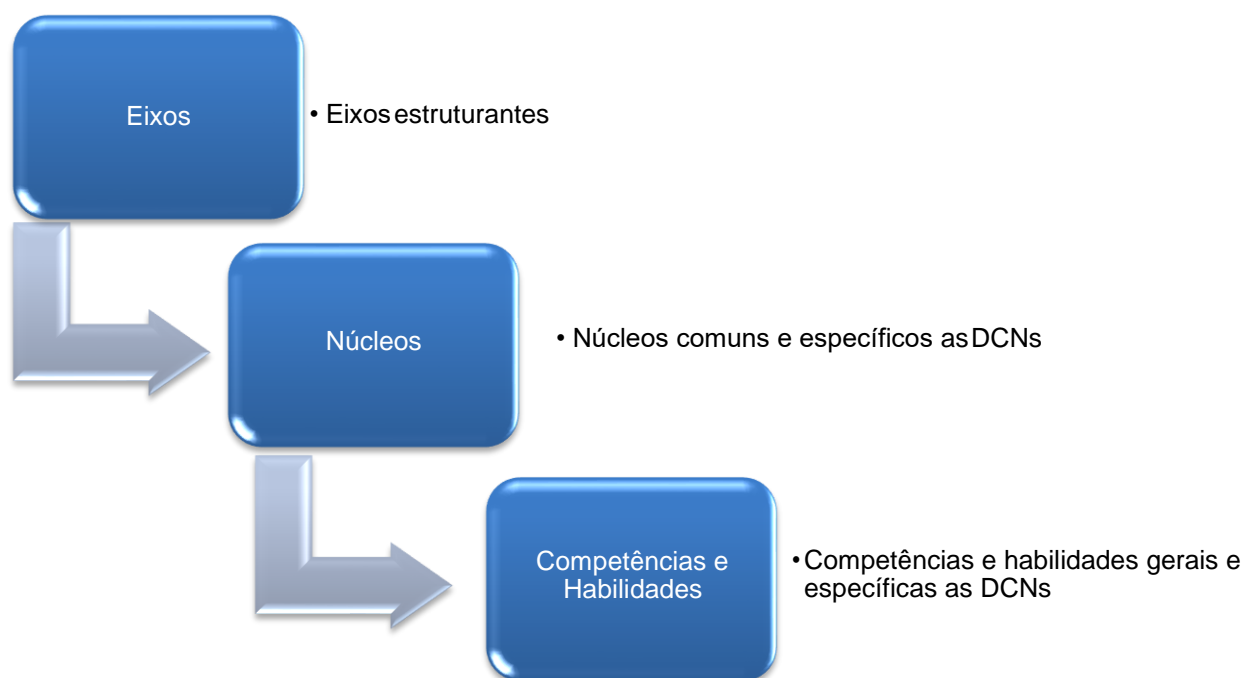 Eixos
• Eixos estruturantes
Núcleos
• Núcleos comuns e específicos as DCNs
Competências e
Habilidades
• Competências e habilidades gerais e
específicas as DCNs